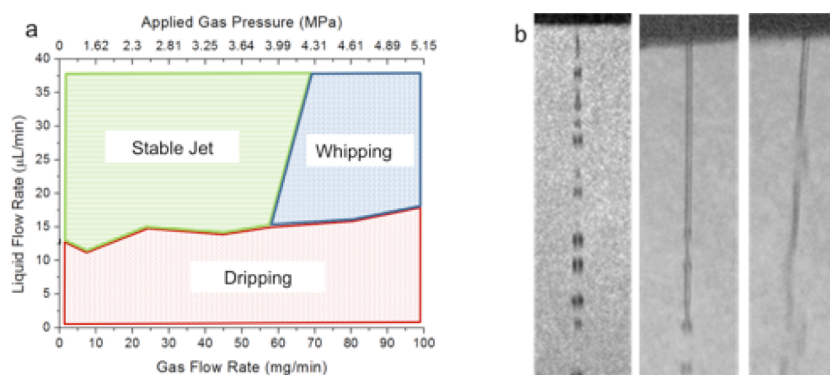 a
Applied Gas Pressure (MPa)
0 1.62 2.3 2.81 3.25 3.64 3.99 4.31 4.61 4.89 5.15
40
35
30
25
20
15
10
5
0
Liquid Flow Rate (µL/min)
Stable Jet
Whipping
Dripping
0 10 20 30 40 50 60 70 80 90 100
Gas Flow Rate (mg/min)
b